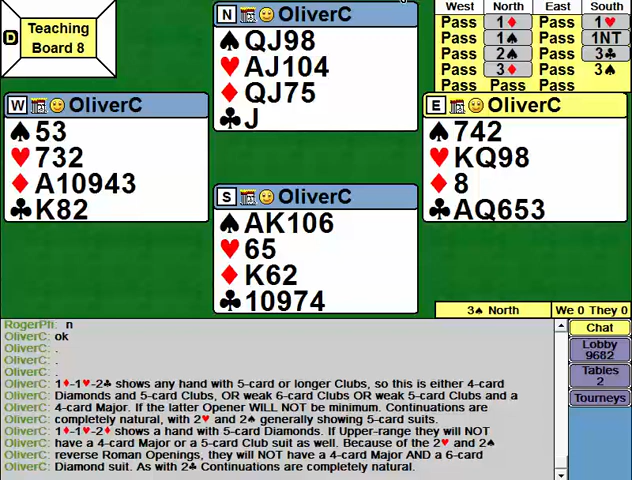 Teaching
Board 8
D
N OliverC
♠ QJ98
♥ AJ104
♦ QJ75
♣ J
West North East South
Pass 1♦ Pass 1♥
Pass 1♠ Pass 1NT
Pass 2♠ Pass 3♣
Pass 3♦ Pass 3♠
Pass Pass Pass
W OliverC
♠ 53
♥ 732
♦ A10943
♣ K82
E OliverC
♠ 742
♥ KQ98
♦ 8
♣ AQ653
S OliverC
♠ AK106
♥ 65
♦ K62
♣ 10974
3♠ North We 0 They 0
RogerPfi: n
OliverC: ok
OliverC: .
OliverC: .
OliverC: .
OliverC: 1♦-1♥-2♣ shows any hand with 5-card or longer Clubs, so this is either 4-card
Diamonds and 5-card Clubs, OR weak 6-card Clubs OR weak 5-card Clubs and a
4-card Major. If the latter Opener WILL NOT be minimum. Continuations are
completely natural, with 2♥ and 2♠ generally showing 5-card suits.
OliverC: 1♦-1♥-2♦ shows a hand with 5-card Diamonds. If Upper-range they will NOT
have a 4-card Major or a 5-card Club suit as well. Because of the 2♥ and 2♠
reverse Roman Openings, they will NOT have a 4-card Major AND a 6-card
Diamond suit. As with 2♣ Continuations are completely natural.
Chat
Lobby
9682
Tables
2
Tourneys